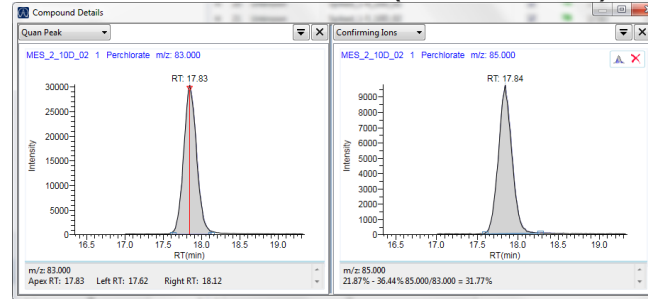 Compound Details
Quan Peak
Confirming Ions
MES_2_10D_02 1 Perchlorate m/z: 83.000
RT: 17.83
30000
25000
20000
15000
10000
5000
0
Intensity
16.5 17.0 17.5 18.0 18.5 19.0
RT(min)
m/z: 83.000
Apex RT: 17.83 Left RT: 17.62 Right RT: 18.12
MES_2_10D_02 1 Perchlorate m/z: 85.000
RT: 17.84
9000
8000
7000
6000
5000
4000
3000
2000
1000
0
Intensity
16.5 17.0 17.5 18.0 18.5 19.0
RT(min)
m/z: 85.000
21.87% - 36.44% 85.000/83.000 = 31.77%